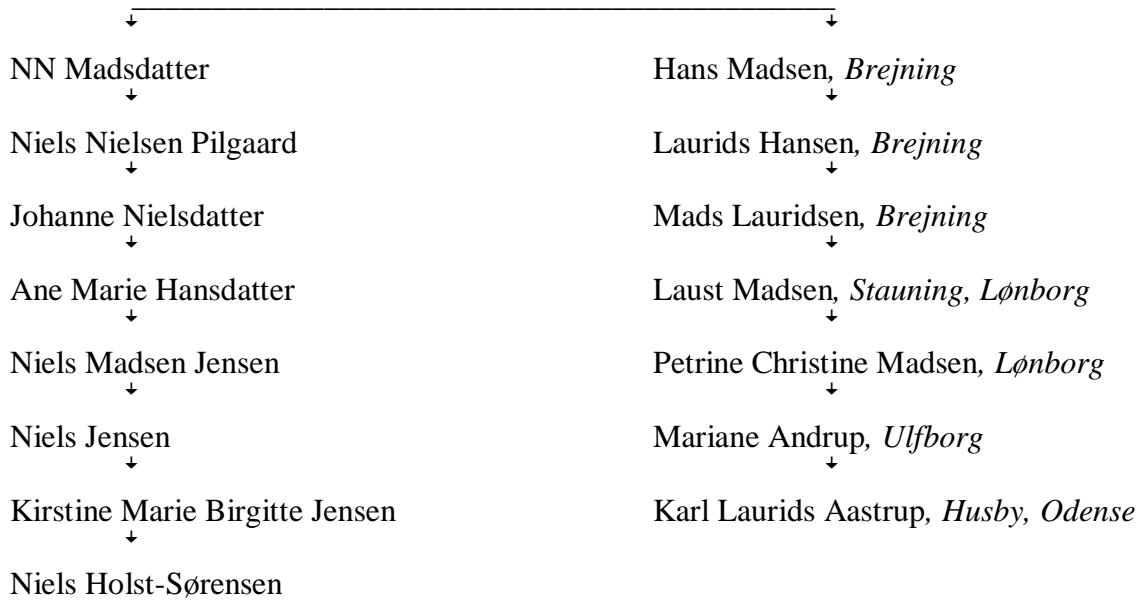 NN Madsdatter Hans Madsen, Brejning
Niels Nielsen Pilgaard Laurids Hansen, Brejning
Johanne Nielsdatter Mads Lauridsen, Brejning
Ane Marie Hansdatter Laust Madsen, Stauning, Lønborg
Niels Madsen Jensen Petrine Christine Madsen, Lønborg
Niels Jensen Mariane Andrup, Ulfborg
Kirstine Marie Birgitte Jensen Karl Laurids Aastrup, Husby, Odense
Niels Holst-Sørensen